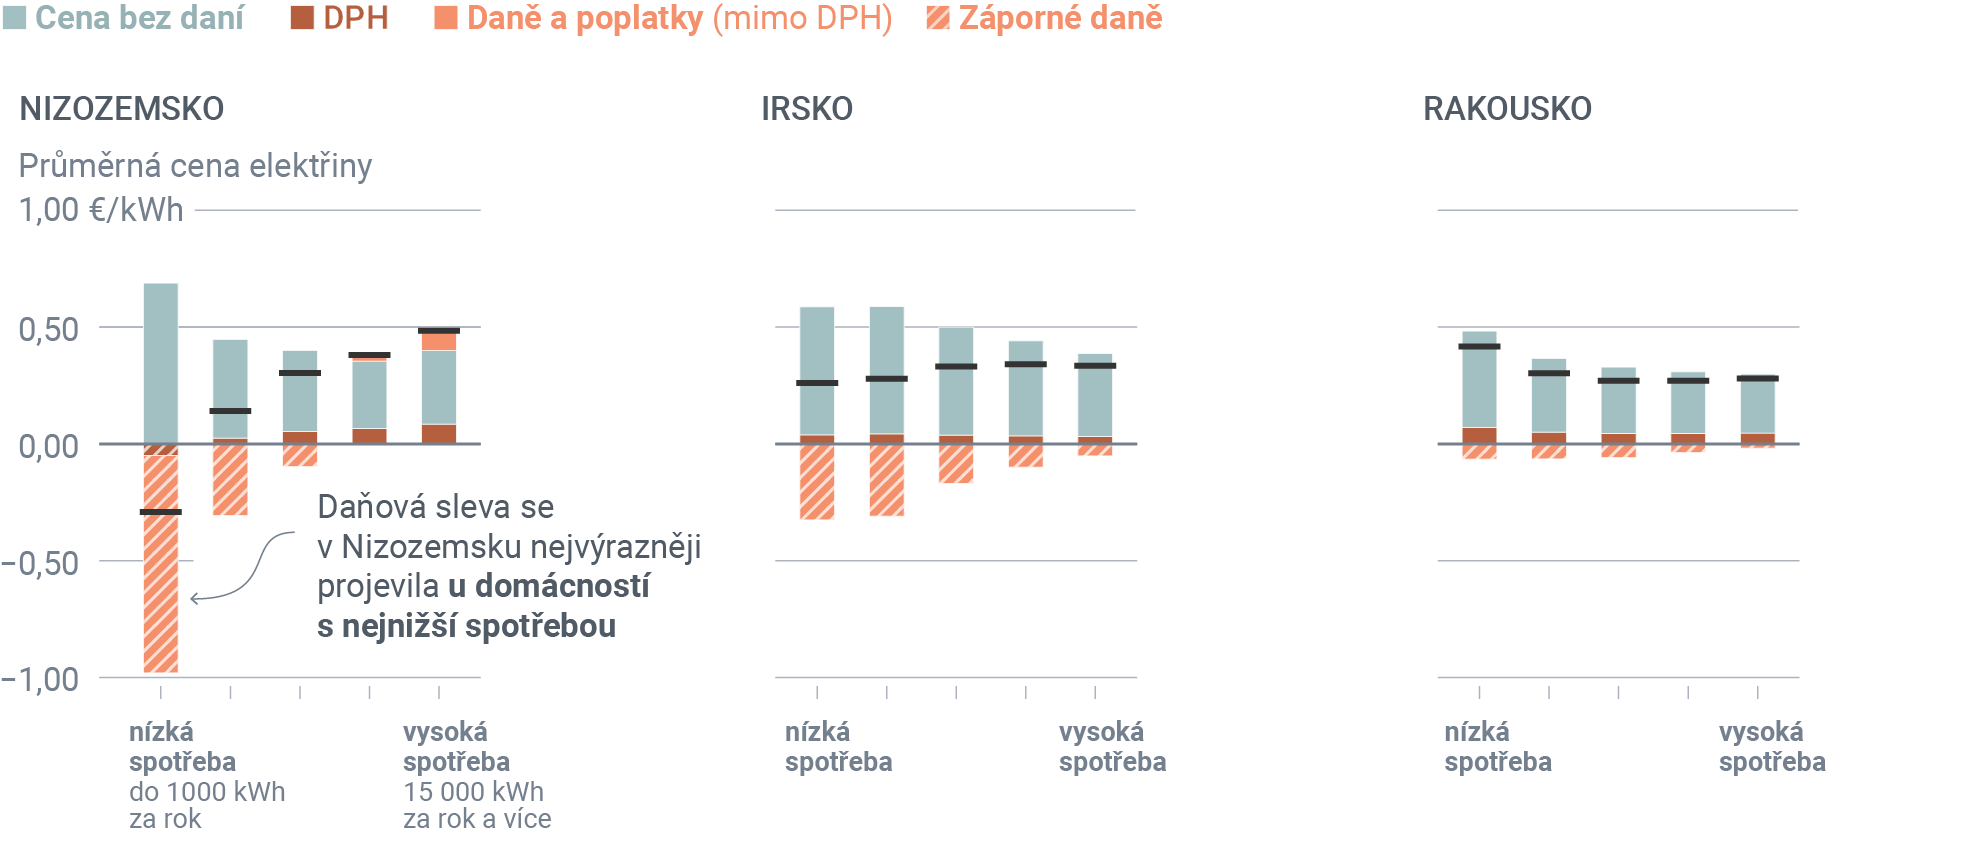 Cena bez daní DPH Daně a poplatky (mimo DPH) Záporné daně
NIZOZEMSKO
Průměrná cena elektřiny
1,00 €/kWh
0,50
0,00
−0,50
−1,00
Daňová sleva se
v Nizozemsku nejvýrazněji
projevila u domácností
s nejnižší spotřebou
nízká
spotřeba
do 1000 kWh
za rok
vysoká
spotřeba
15 000 kWh
za rok a více
IRSKO
nízká
spotřeba
vysoká
spotřeba
RAKOUSKO
nízká
spotřeba
vysoká
spotřeba